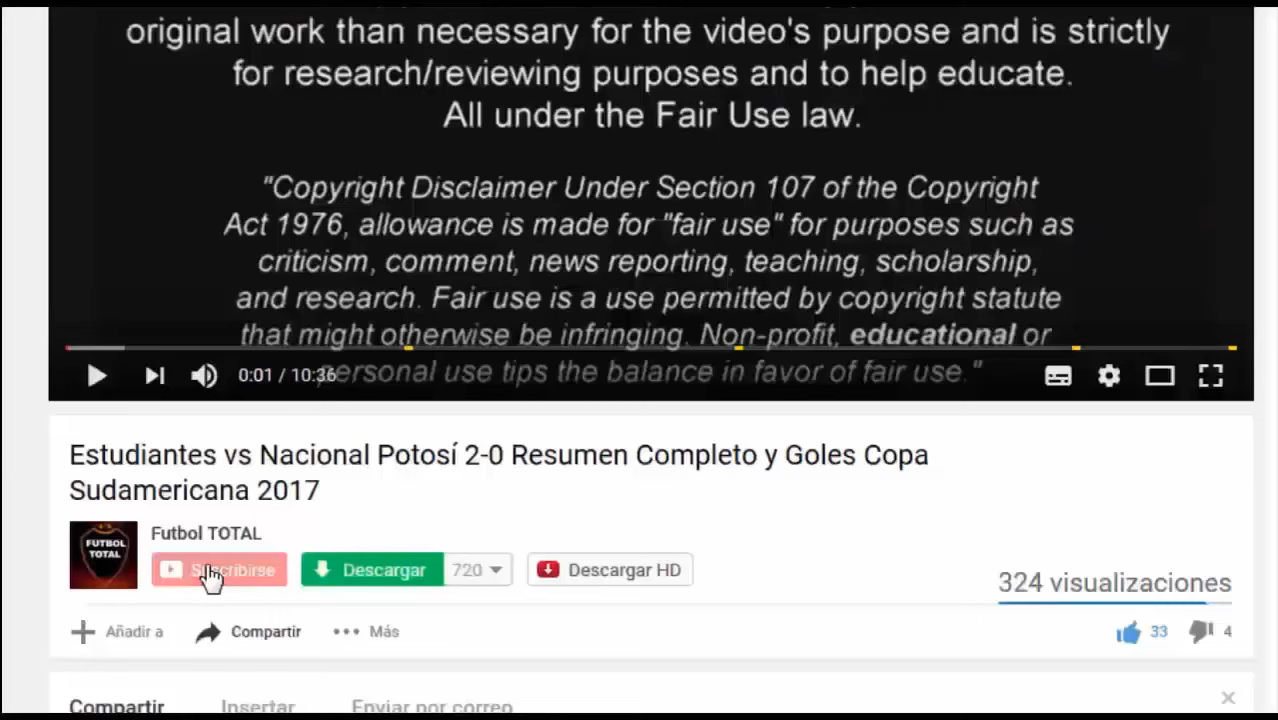 original work than necessary for the video's purpose and is strictly
for research/reviewing purposes and to help educate.
All under the Fair Use law.
"Copyright Disclaimer Under Section 107 of the Copyright
Act 1976, allowance is made for "fair use" for purposes such as
criticism, comment, news reporting, teaching, scholarship,
and research. Fair use is a use permitted by copyright statute
that might otherwise be infringing. Non-profit, educational or
personal use tips the balance in favor of fair use."
0:01 / 10:36
Estudiantes vs Nacional Potosí 2-0 Resumen Completo y Goles Copa
Sudamericana 2017
FUTBOL
TOTAL
Futbol TOTAL
Suscribirse
Descargar
720
Descargar HD
324 visualizaciones
Añadir a
Compartir
Más
33
4
Compartir
Insertar
Enviar por correo